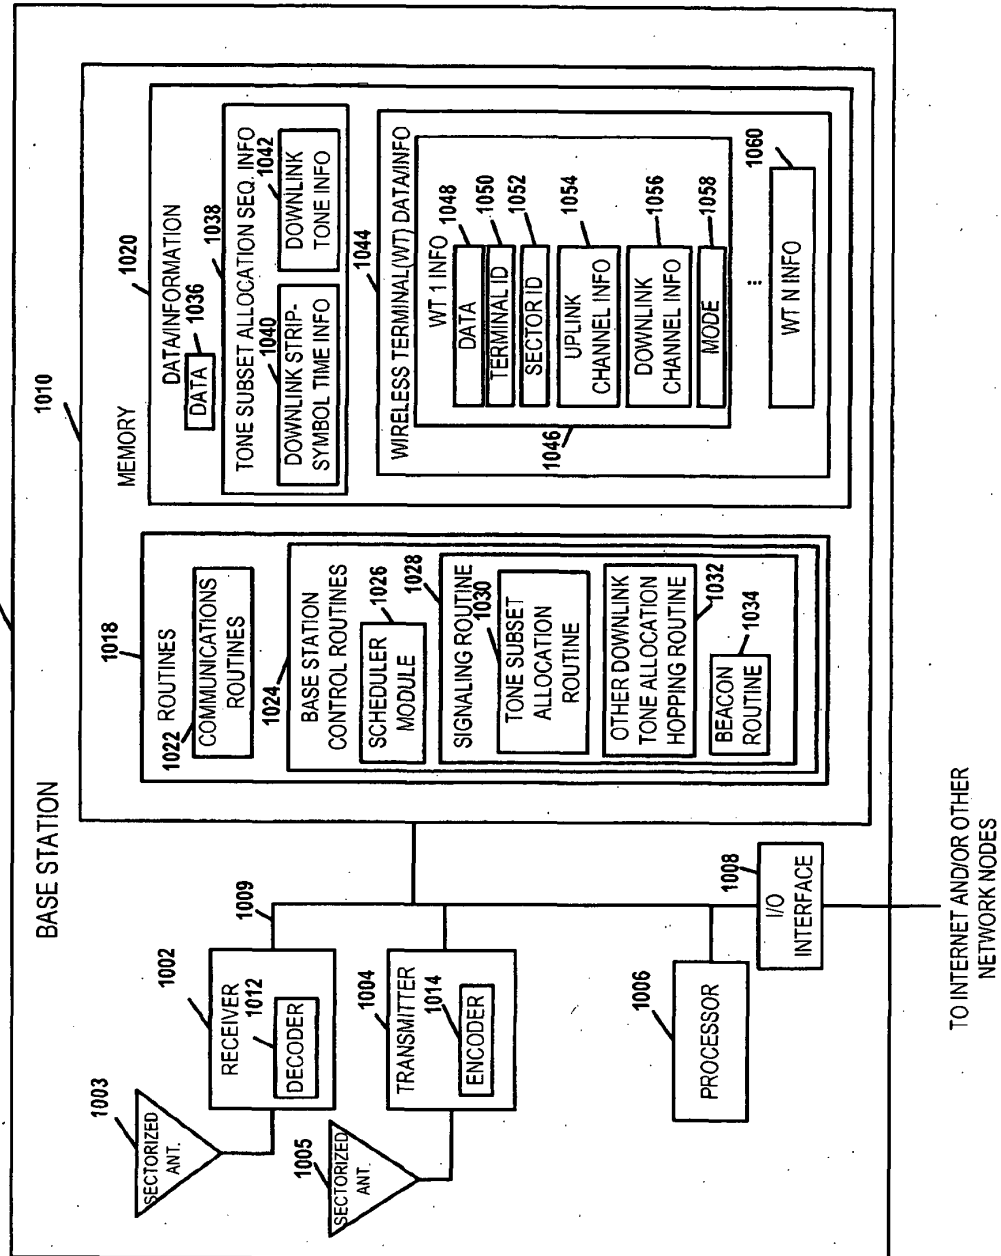 BASE STATION
1010
MEMORY
1018
ROUTINES
1022
COMMUNICATIONS
ROUTINES
1024
BASE STATION
CONTROL ROUTINES
1026
SCHEDULER
MODULE
1028
SIGNALING ROUTINE
1030
TONE SUBSET
ALLOCATION
ROUTINE
1032
OTHER DOWNLINK
TONE ALLOCATION
HOPPING ROUTINE
1034
BEACON
ROUTINE
1020
DATA/INFORMATION
1036
DATA
1038
TONE SUBSET ALLOCATION SEQ. INFO
1040
DOWNLINK STRIP-
SYMBOL TIME INFO
1042
DOWNLINK
TONE INFO
1044
WIRELESS TERMINAL(WT) DATA/INFO
1046
WT 1 INFO
1048
DATA
1050
TERMINAL ID
1052
SECTOR ID
1054
UPLINK
CHANNEL INFO
1056
DOWNLINK
CHANNEL INFO
1058
MODE
⋮
1060
WT N INFO
1003
SECTORIZED
ANT.
1002
RECEIVER
1012
DECODER
1009
1005
SECTORIZED
ANT.
1004
TRANSMITTER
1014
ENCODER
1006
PROCESSOR
1008
I/O
INTERFACE
TO INTERNET AND/OR OTHER
NETWORK NODES